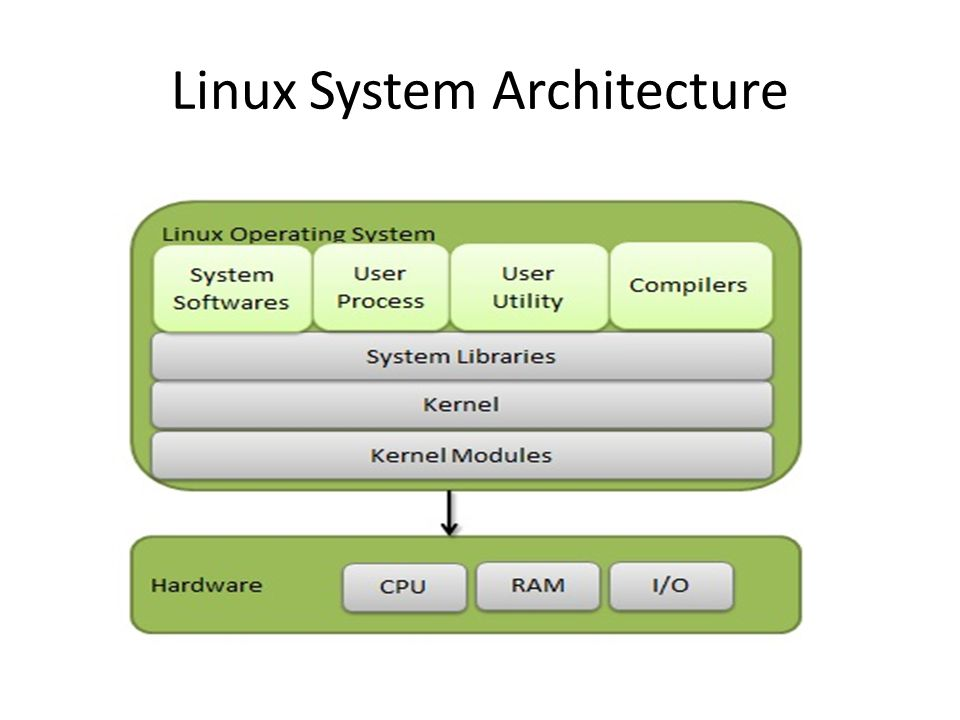 Linux System Architecture
Linux Operating System
System
Softwares
User
Process
User
Utility
Compilers
System Libraries
Kernel
Kernel Modules
Hardware
CPU
RAM
I/O